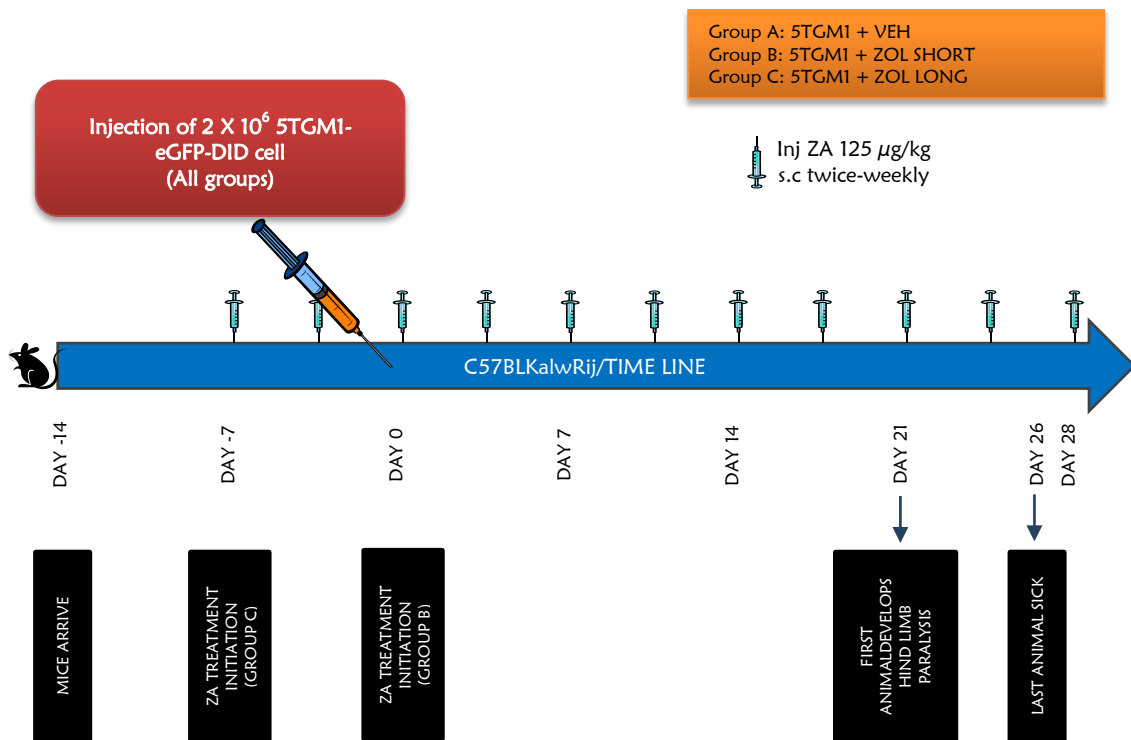 Group A: 5TGM1 + VEH
Group B: 5TGM1 + ZOL SHORT
Group C: 5TGM1 + ZOL LONG
Injection of 2 X 10⁶ 5TGM1-
eGFP-DID cell
(All groups)
Inj ZA 125 µg/kg
s.c twice-weekly
C57BLKalwRij/TIME LINE
DAY -14
DAY -7
DAY 0
DAY 7
DAY 14
DAY 21
DAY 26
DAY 28
MICE ARRIVE
ZA TREATMENT
INITIATION
(GROUP C)
ZA TREATMENT
INITIATION
(GROUP B)
FIRST
ANIMALDEVELOPS
HIND LIMB
PARALYSIS
LAST ANIMAL SICK